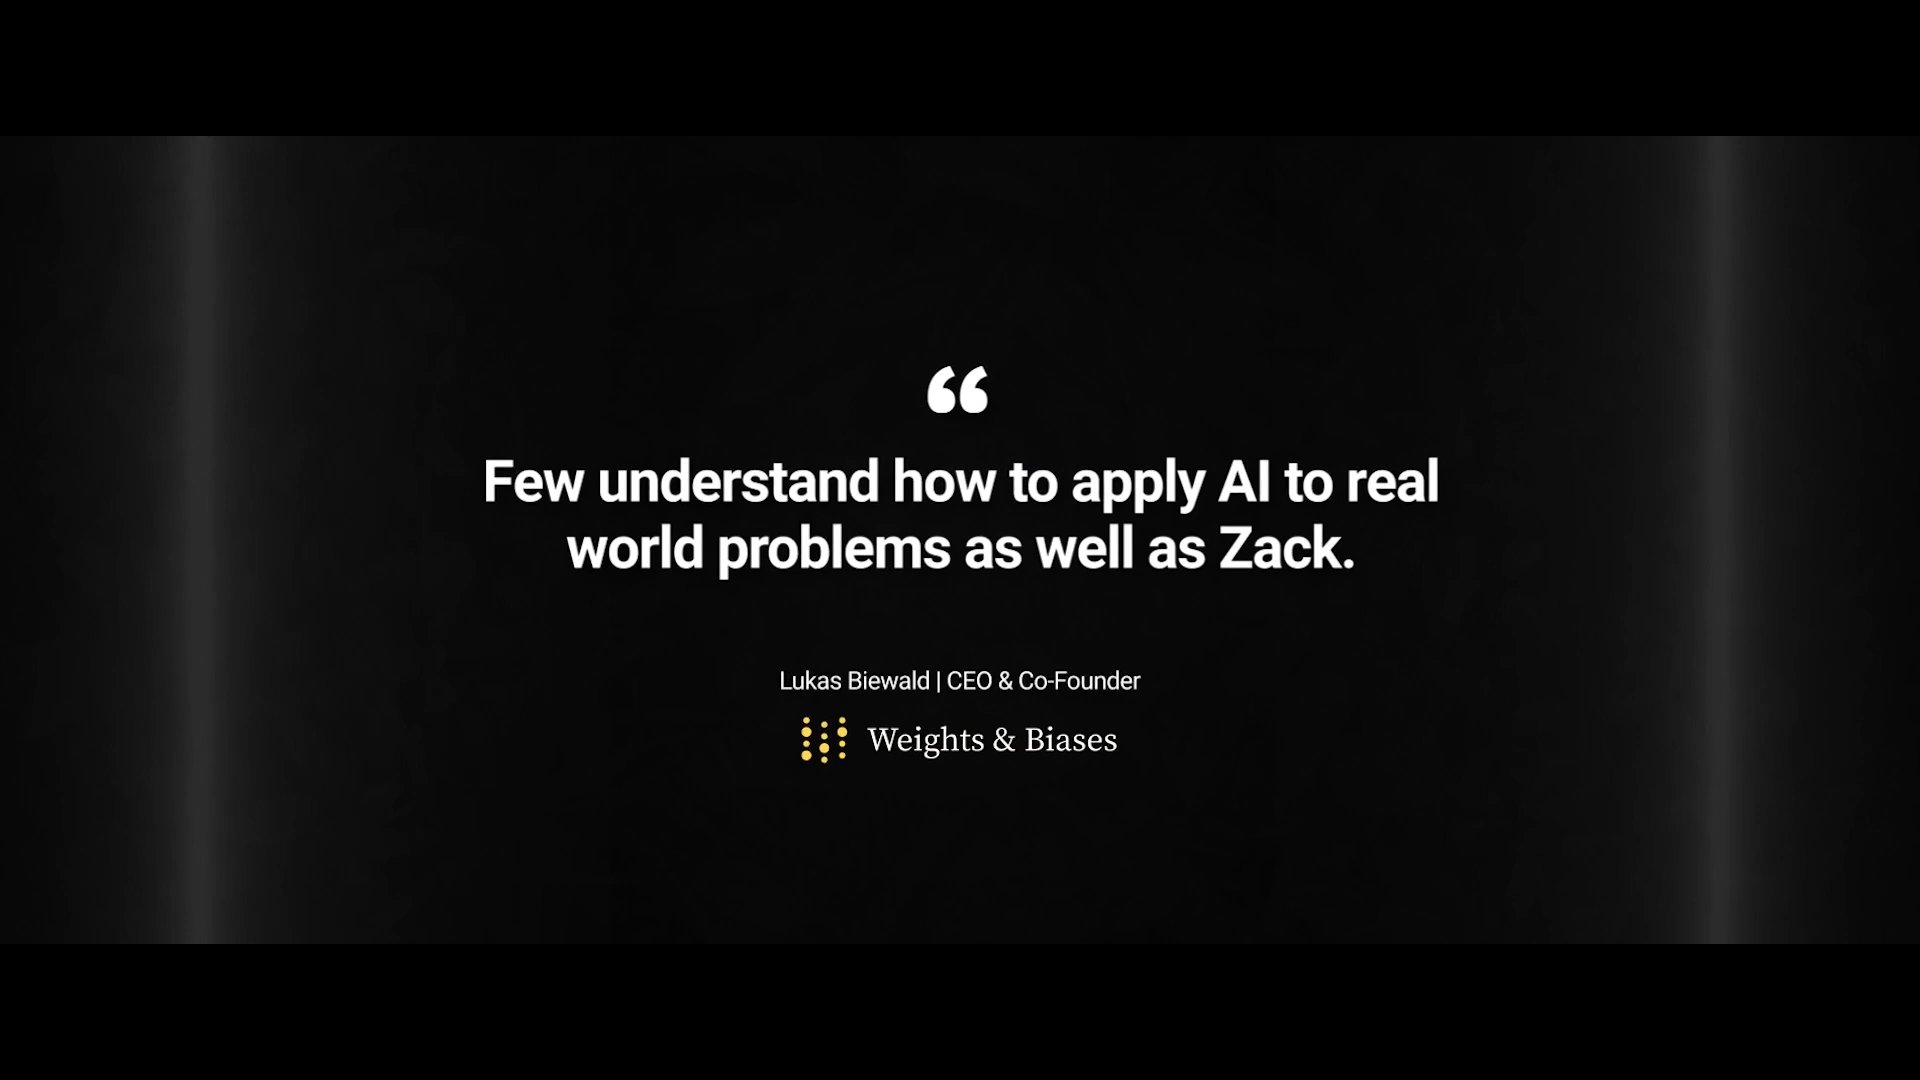 “
Few understand how to apply AI to real
world problems as well as Zack.
Lukas Biewald | CEO & Co-Founder
Weights & Biases